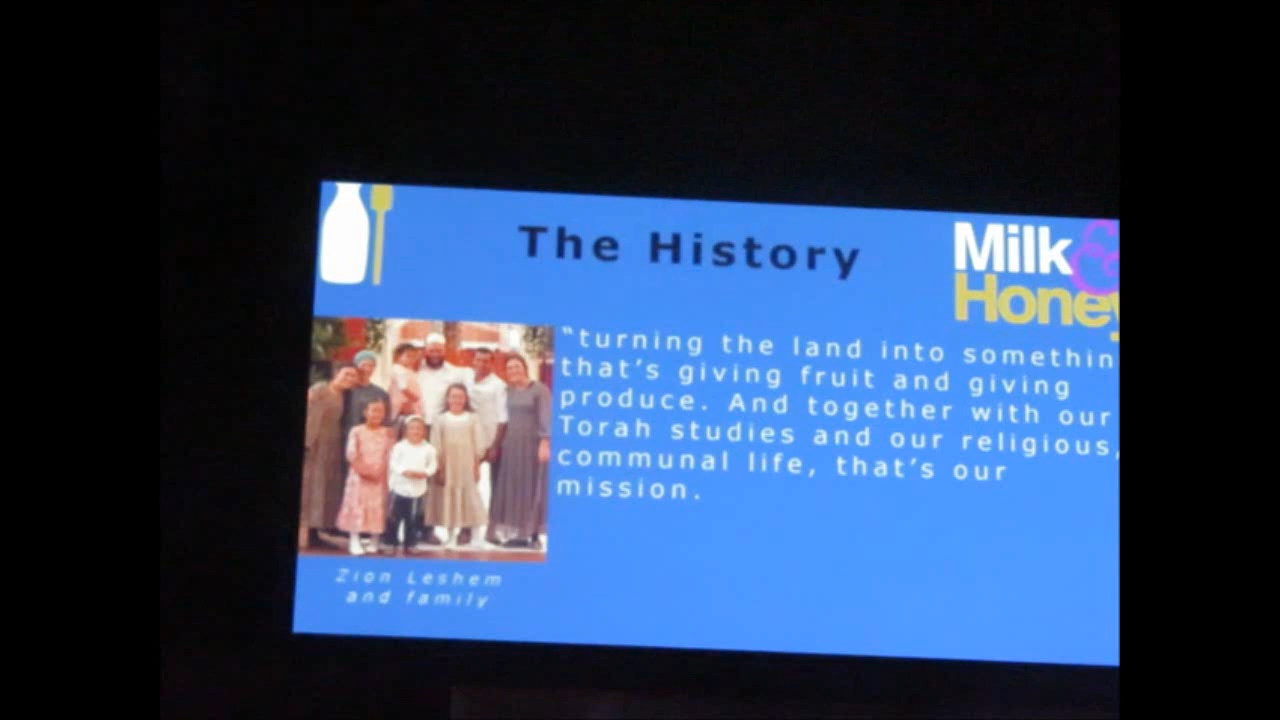 The History
Milk &
Honey
“turning the land into somethin
that’s giving fruit and giving
produce. And together with our
Torah studies and our religious,
communal life, that’s our
mission.
Zion Leshem
and family